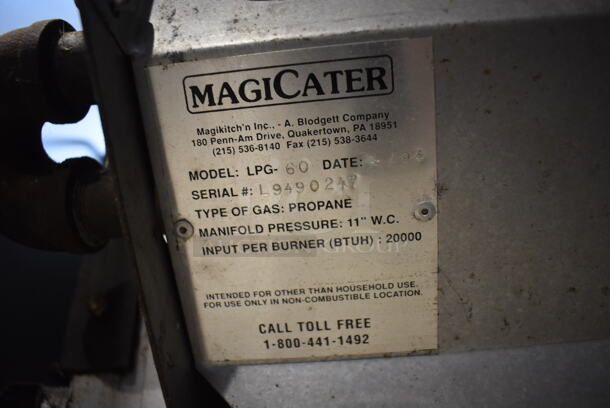 MAGICATER
Magikitch'n Inc., - A. Blodgett Company
180 Penn-Am Drive, Quakertown, PA 18951
(215) 536-8140 Fax (215) 538-3644
MODEL: LPG- 60 DATE:
SERIAL #: L9490247
TYPE OF GAS: PROPANE
MANIFOLD PRESSURE: 11" W.C.
INPUT PER BURNER (BTUH) : 20000
GROUP
INTENDED FOR OTHER THAN HOUSEHOLD USE.
FOR USE ONLY IN NON-COMBUSTIBLE LOCATION.
CALL TOLL FREE
1-800-441-1492